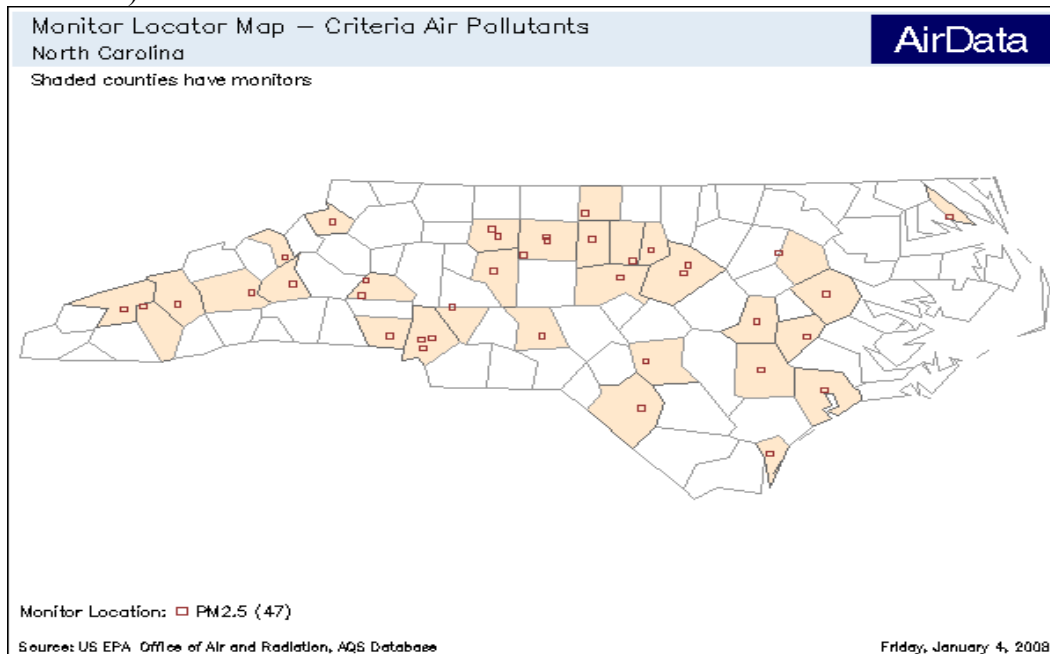 Monitor Locator Map – Criteria Air Pollutants
North Carolina
AirData
Shaded counties have monitors
Monitor Location: PM2.5 (47)
Source: US EPA Office of Air and Radiation, AQS Database
Friday, January 4, 2008